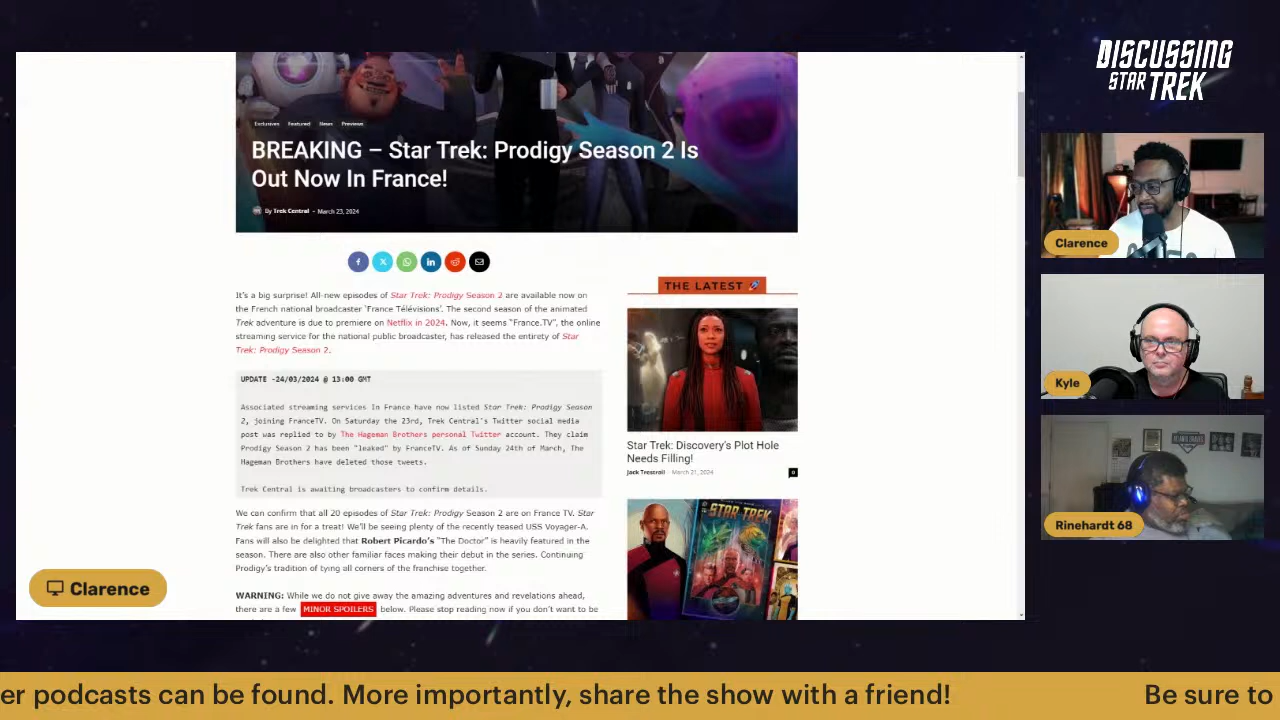 DISCUSSING
STAR TREK
Exclusives Featured News Previews
BREAKING – Star Trek: Prodigy Season 2 Is
Out Now In France!
By Trek Central - March 23, 2024
It's a big surprise! All-new episodes of Star Trek: Prodigy Season 2 are available now on
the French national broadcaster 'France Télévisions'. The second season of the animated
Trek adventure is due to premiere on Netflix in 2024. Now, it seems "France.TV", the online
streaming service for the national public broadcaster, has released the entirety of Star
Trek: Prodigy Season 2.
UPDATE -24/03/2024 @ 13:00 GMT
Associated streaming services In France have now listed Star Trek: Prodigy Season
2, joining FranceTV. On Saturday the 23rd, Trek Central's Twitter social media
post was replied to by The Hageman Brothers personal Twitter account. They claim
Prodigy Season 2 has been "leaked" by FranceTV. As of Sunday 24th of March, The
Hageman Brothers have deleted those tweets.
Trek Central is awaiting broadcasters to confirm details.
We can confirm that all 20 episodes of Star Trek: Prodigy Season 2 are on France TV. Star
Trek fans are in for a treat! We'll be seeing plenty of the recently teased USS Voyager-A.
Fans will also be delighted that Robert Picardo's "The Doctor" is heavily featured in the
season. There are also other familiar faces making their debut in the series. Continuing
Prodigy's tradition of tying all corners of the franchise together.
WARNING: While we do not give away the amazing adventures and revelations ahead,
there are a few MINOR SPOILERS below. Please stop reading now if you don't want to be
THE LATEST
Star Trek: Discovery's Plot Hole
Needs Filling!
Jack Trestrail - March 21, 2024
0
STAR TREK
Clarence
Kyle
Rinehardt 68
Clarence
er podcasts can be found. More importantly, share the show with a friend!
Be sure to